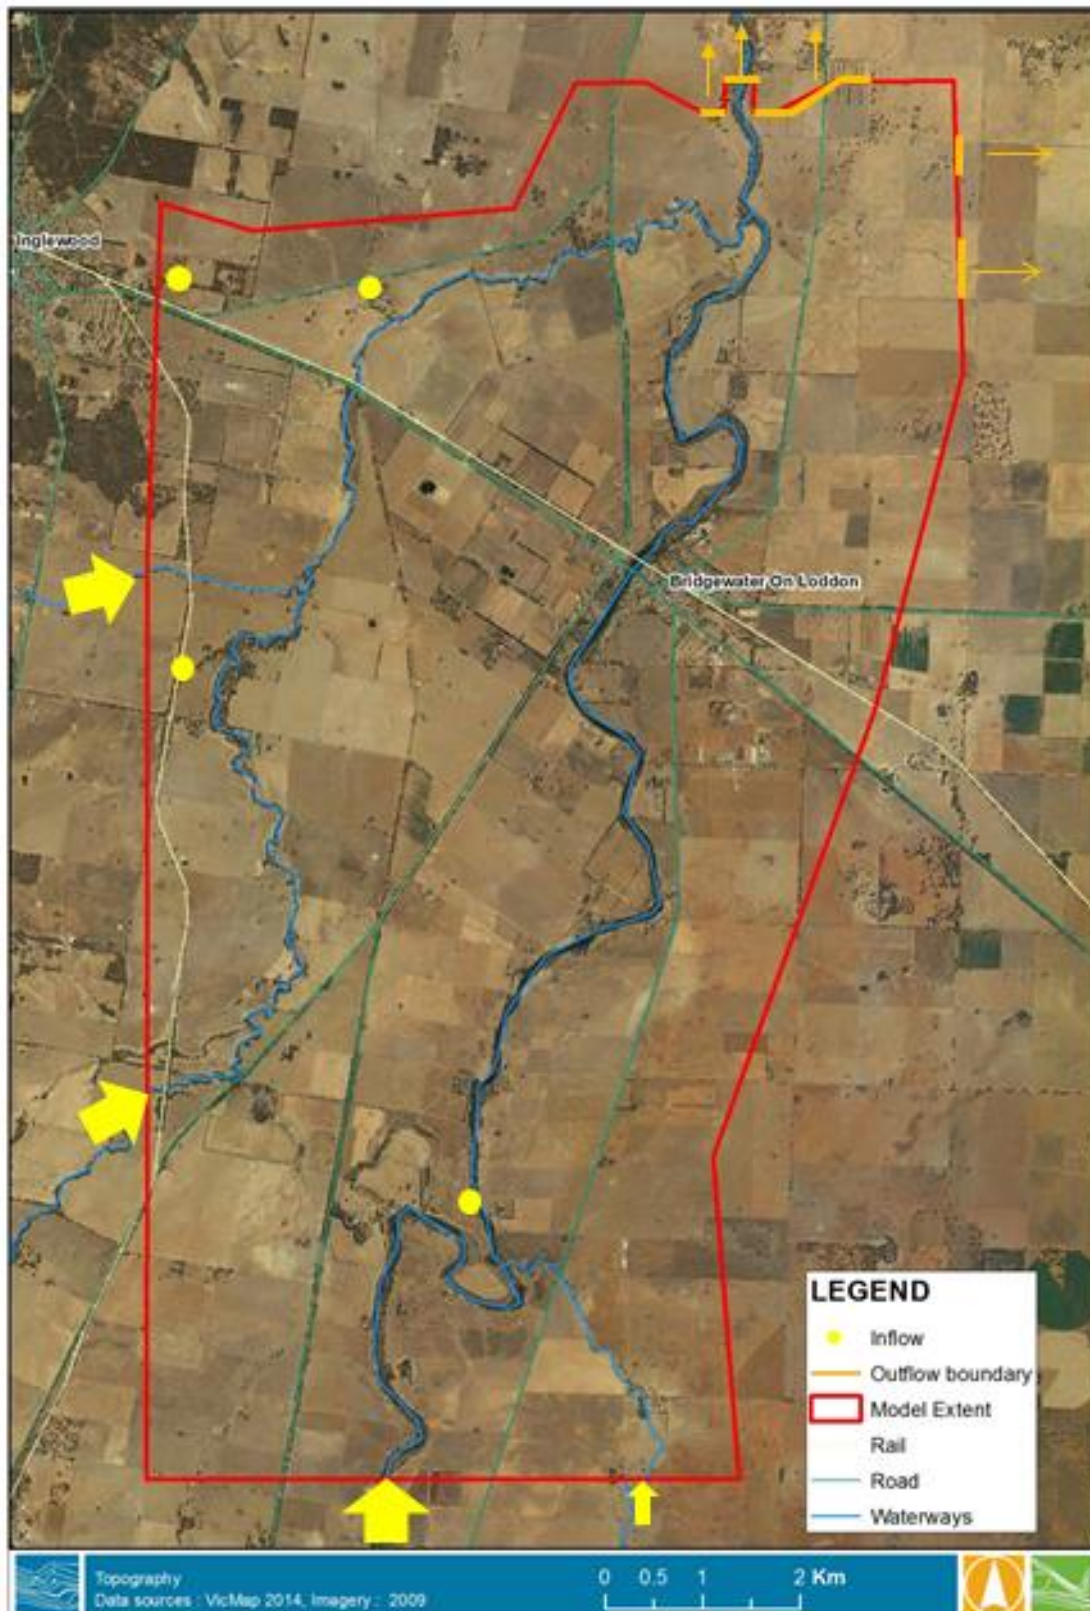 Inglewood
Bridgewater On Loddon
LEGEND
Inflow
Outflow boundary
Model Extent
Rail
Road
Waterways
Topography
Data sources : VicMap 2014, Imagery : 2009
0 0.5 1 2 Km